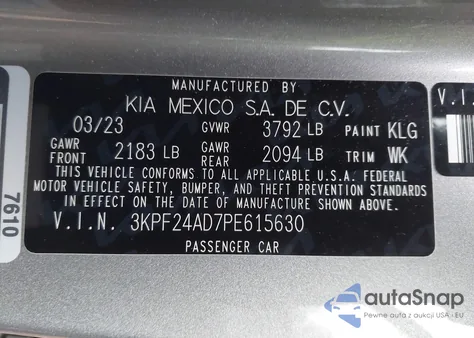 MANUFACTURED BY
KIA MEXICO S.A. DE C.V.
03/23 GVWR 3792 LB PAINT KLG
GAWR FRONT 2183 LB GAWR REAR 2094 LB TRIM WK
THIS VEHICLE CONFORMS TO ALL APPLICABLE U.S.A. FEDERAL
MOTOR VEHICLE SAFETY, BUMPER, AND THEFT PREVENTION STANDARDS
IN EFFECT ON THE DATE OF MANUFACTURE SHOWN ABOVE.
V.I.N. 3KPF24AD7PE615630
PASSENGER CAR
7610
V.I.
autoSnap
Pewne auta z aukcji USA - EU